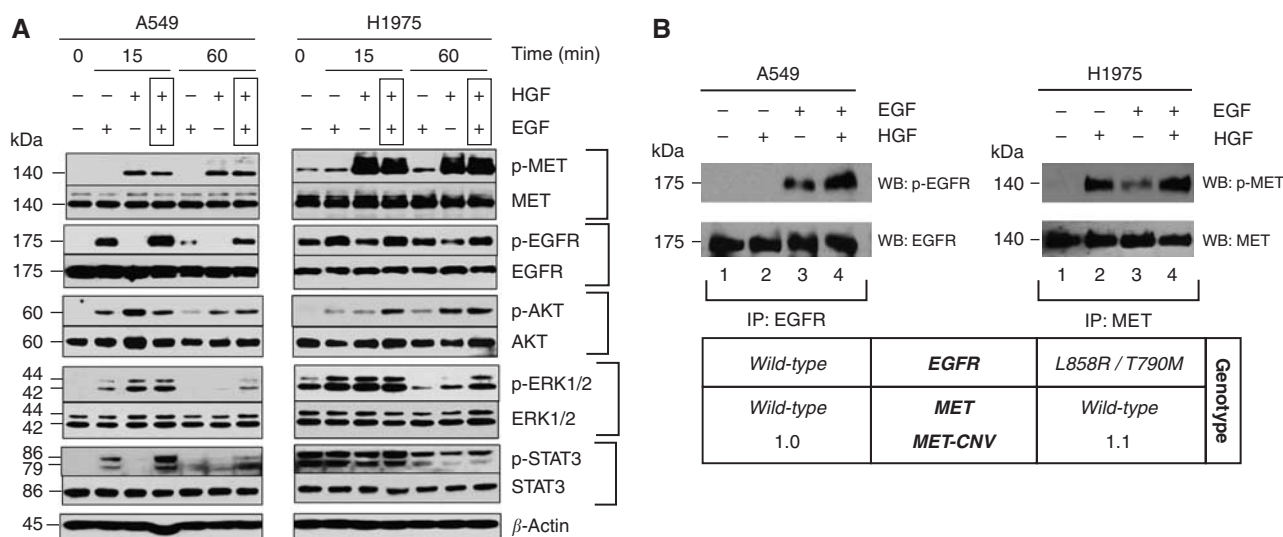 A
A549
H1975
0 15 60
0 15 60 Time (min)
– – + + – + +
– – + + – + + HGF
– + – + + – +
– + – + + – + EGF
kDa
140 p-MET
140 MET
175 p-EGFR
175 EGFR
60 p-AKT
60 AKT
44
42 p-ERK1/2
44
42 ERK1/2
86
79 p-STAT3
86 STAT3
45 β-Actin
B
A549
– – + + EGF
– + – + HGF
kDa
175 WB: p-EGFR
175 WB: EGFR
1 2 3 4
IP: EGFR
H1975
– – + + EGF
– + – + HGF
kDa
140 WB: p-MET
140 WB: MET
1 2 3 4
IP: MET
Wild-type EGFR L858R / T790M
Wild-type MET Wild-type
1.0 MET-CNV 1.1
Genotype